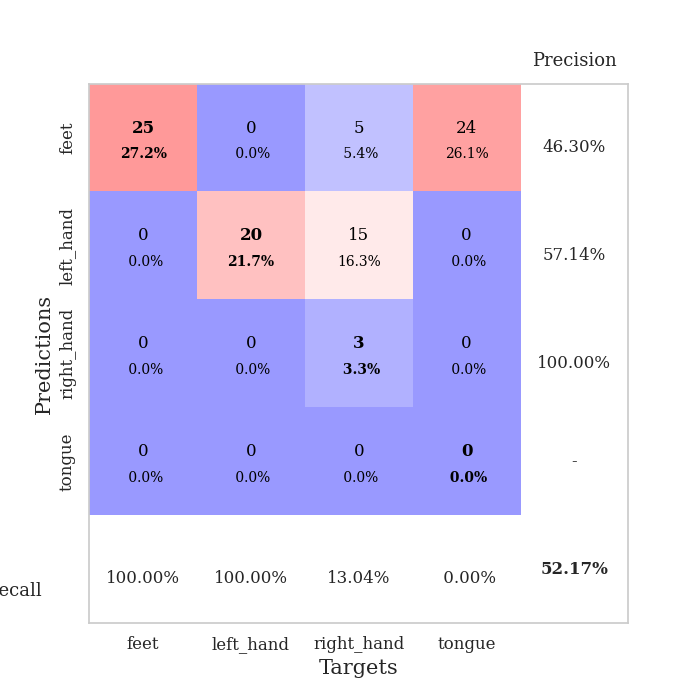 Precision
feet
25 0 5 24
27.2% 0.0% 5.4% 26.1%
46.30%
left_hand
20 15
0 0
0.0% 21.7% 16.3% 0.0%
57.14%
Predictions
right_hand
0 0 3 0
0.0% 0.0% 3.3% 0.0%
100.00%
tongue
0 0 0 0
0.0% 0.0% 0.0% 0.0%
-
ecall
100.00% 100.00% 13.04% 0.00%
52.17%
feet left_hand right_hand tongue
Targets